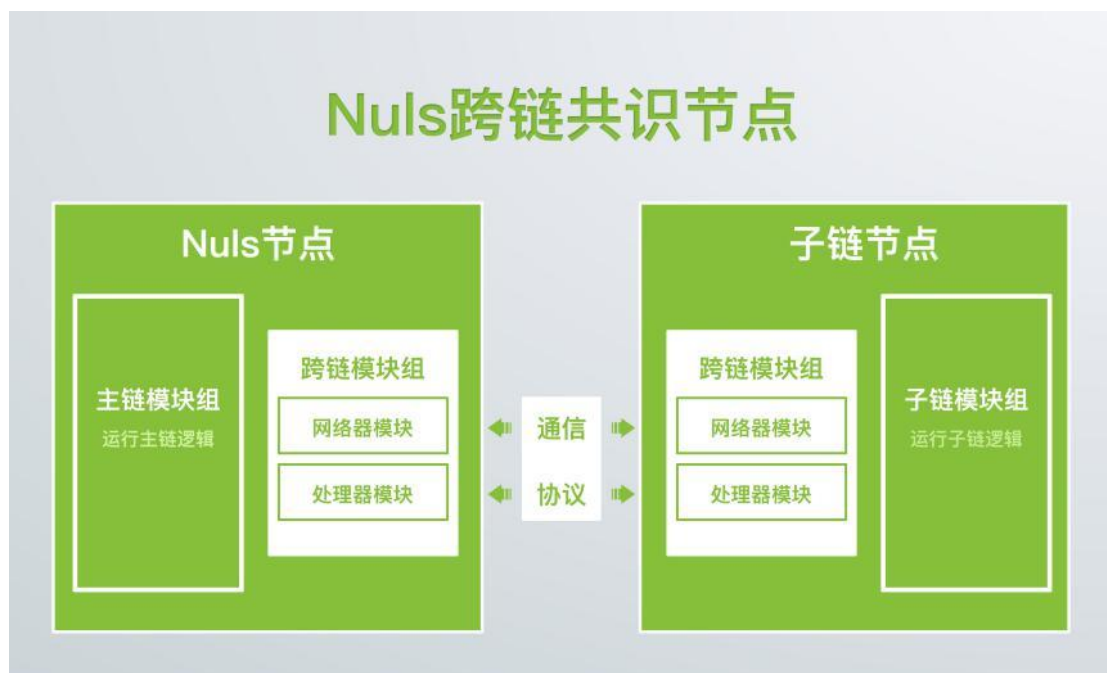 Nuls跨链共识节点
Nuls节点
主链模块组
运行主链逻辑
跨链模块组
网络器模块
处理器模块
通信
协议
子链节点
跨链模块组
网络器模块
处理器模块
子链模块组
运行子链逻辑